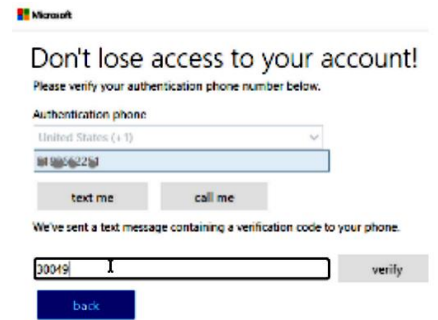 Microsoft
Don't lose access to your account!
Please verify your authentication phone number below.
Authentication phone
United States (+1)
text me
call me
We've sent a text message containing a verification code to your phone.
30049
verify
back